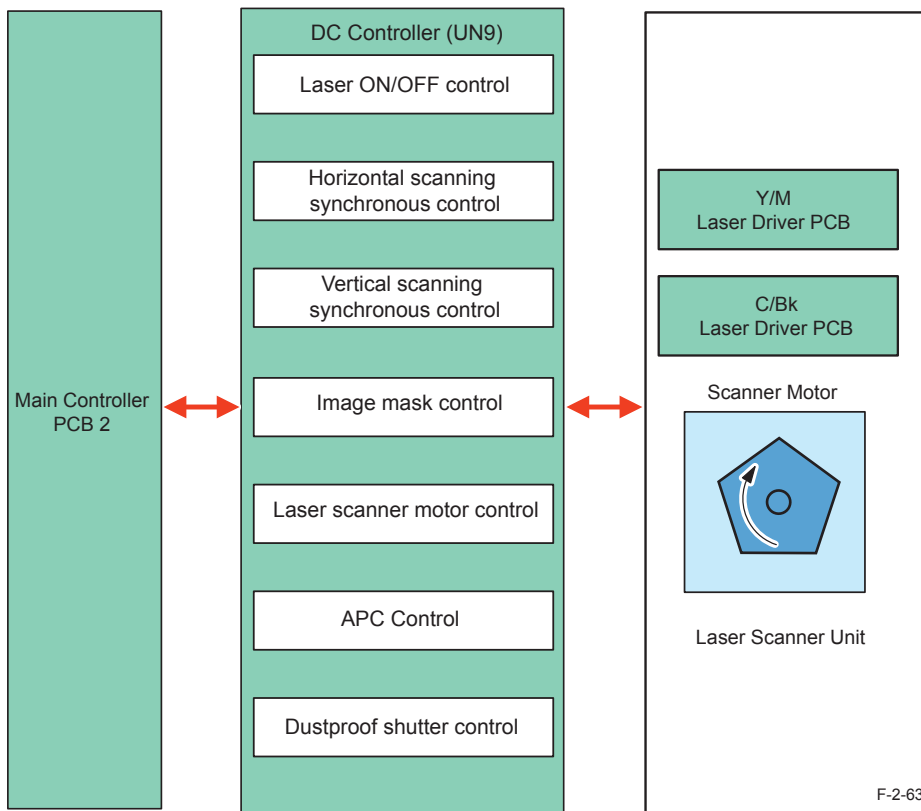 Main Controller
PCB 2
DC Controller (UN9)
Laser ON/OFF control
Horizontal scanning
synchronous control
Vertical scanning
synchronous control
Image mask control
Laser scanner motor control
APC Control
Dustproof shutter control
Y/M
Laser Driver PCB
C/Bk
Laser Driver PCB
Scanner Motor
Laser Scanner Unit
F-2-63